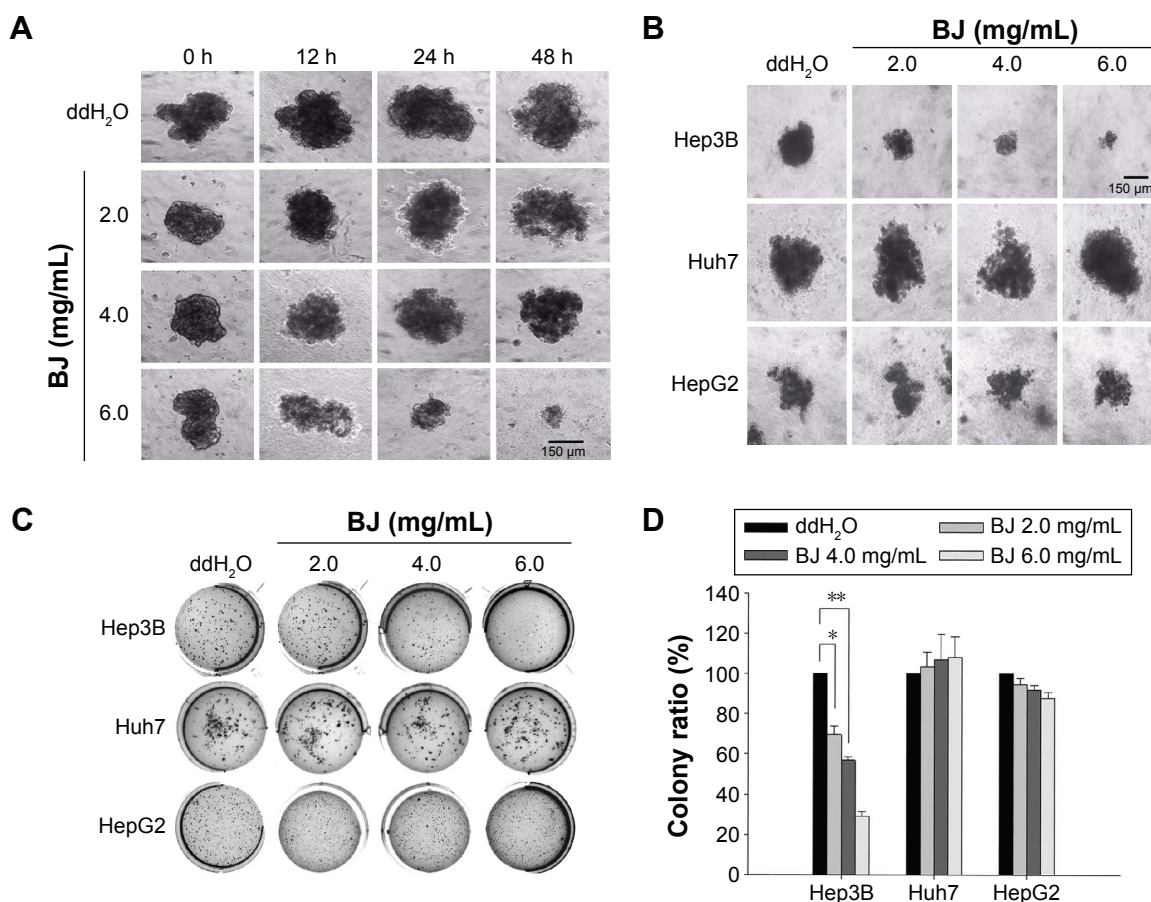 A
0 h 12 h 24 h 48 h
ddH₂O
BJ (mg/mL)
2.0
4.0
6.0
150 µm
B
BJ (mg/mL)
ddH₂O 2.0 4.0 6.0
Hep3B
150 µm
Huh7
HepG2
C
BJ (mg/mL)
ddH₂O 2.0 4.0 6.0
Hep3B
Huh7
HepG2
D
ddH₂O BJ 2.0 mg/mL
BJ 4.0 mg/mL BJ 6.0 mg/mL
Colony ratio (%)
140
120
100
80
60
40
20
0
**
*
Hep3B Huh7 HepG2